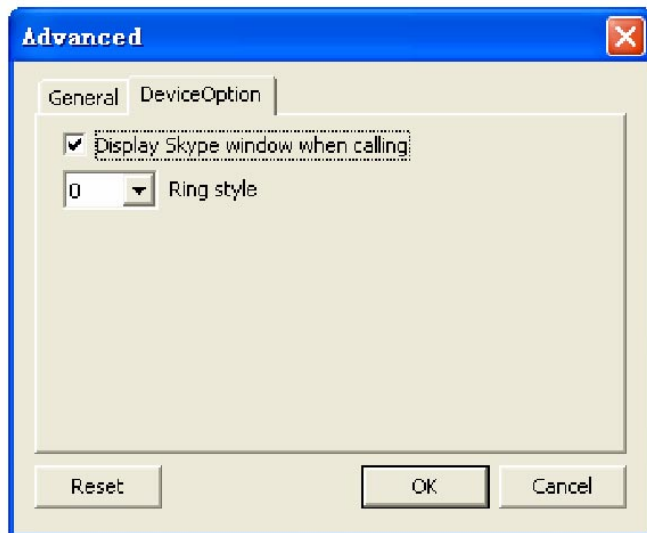 Advanced
General DeviceOption
Display Skype window when calling
0 Ring style
Reset OK Cancel